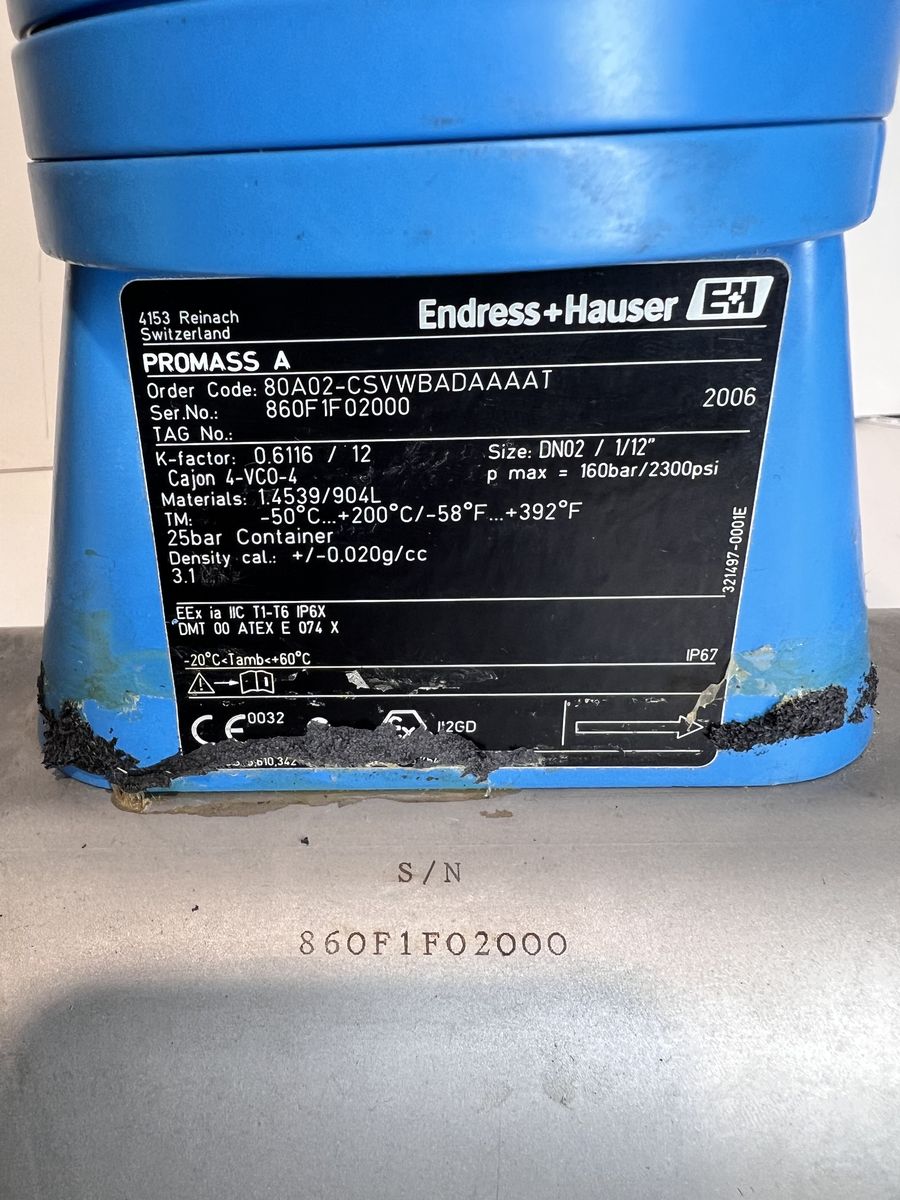 4153 Reinach
Switzerland
Endress+Hauser E+H
PROMASS A
Order Code: 80A02-CSVWBADAAAAT
Ser.No.: 860F1F02000
2006
TAG No.:
K-factor: 0.6116 / 12
Size: DN02 / 1/12"
Cajon 4-VCO-4
p max = 160bar/2300psi
Materials: 1.4539/904L
TM: -50°C...+200°C/-58°F...+392°F
25bar Container
Density cal.: +/-0.020g/cc
3.1
321497-0001E
EEx ia IIC T1-T6 IP6X
DMT 00 ATEX E 074 X
-20°C<Tamb<+60°C
IP67
i
CE 0032
Ex II2GD
S/N
860F1F02000